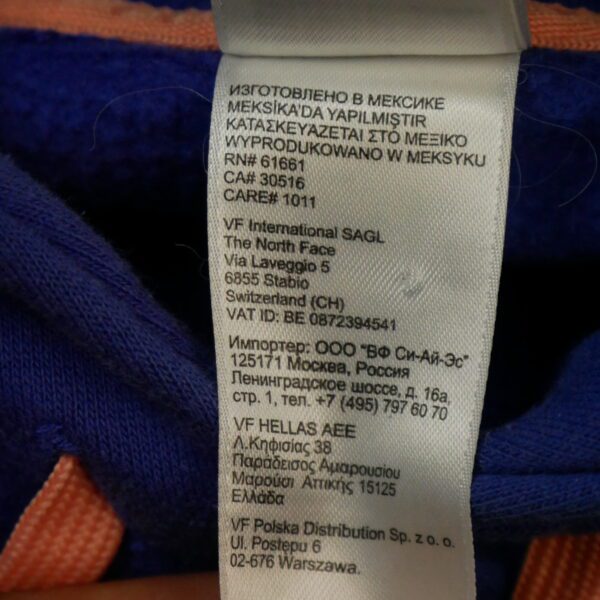 ИЗГОТОВЛЕНО В МЕКСИКЕ
MEKSİKA'DA YAPILMIŞTIR
ΚΑΤΑΣΚΕΥΑΖΕΤΑΙ ΣΤΟ ΜΕΞΙΚΟ
WYPRODUKOWANO W MEKSYKU
RN# 61661
CA# 30516
CARE# 1011
VF International SAGL
The North Face
Via Laveggio 5
6855 Stabio
Switzerland (CH)
VAT ID: BE 0872394541
Импортер: ООО "ВФ Си-Ай-Эс"
125171 Москва, Россия
Ленинградское шоссе, д. 16а,
стр. 1, тел. +7 (495) 797 60 70
VF HELLAS AEE
Λ.Κηφισίας 38
Παράδεισος Αμαρουσίου
Μαρούσι Αττικής 15125
Ελλάδα
VF Polska Distribution Sp. z o. o.
Ul. Postępu 6
02-676 Warszawa.